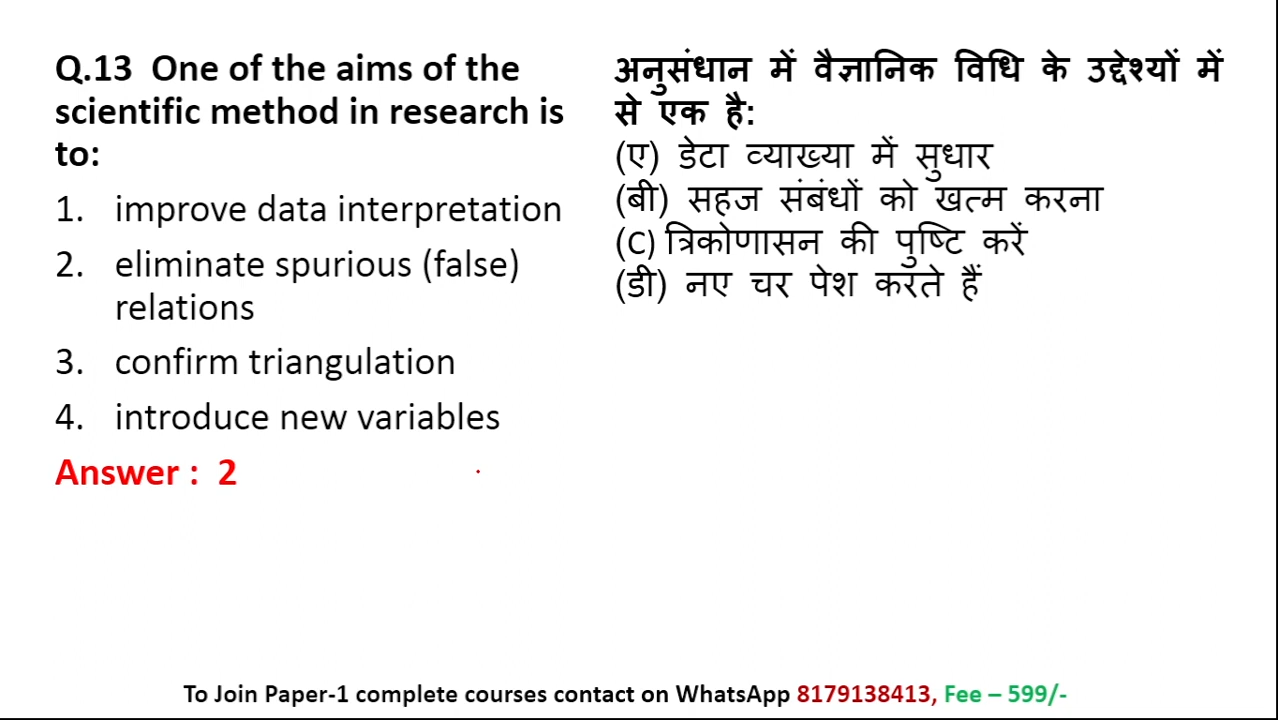 Q.13 One of the aims of the
scientific method in research is
to:
1. improve data interpretation
2. eliminate spurious (false)
relations
3. confirm triangulation
4. introduce new variables
Answer : 2
अनुसंधान में वैज्ञानिक विधि के उद्देश्यों में
से एक है:
(ए) डेटा व्याख्या में सुधार
(बी) सहज संबंधों को खत्म करना
(C) त्रिकोणासन की पुष्टि करें
(डी) नए चर पेश करते हैं
To Join Paper-1 complete courses contact on WhatsApp 8179138413, Fee – 599/-